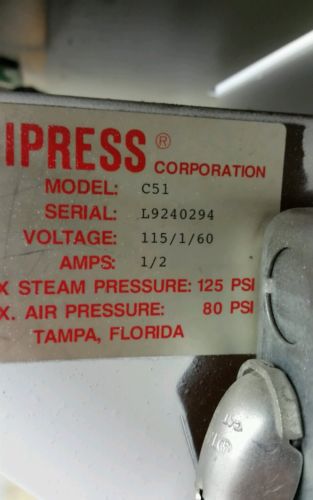 IPRESS®
CORPORATION
MODEL: C51
SERIAL: L9240294
VOLTAGE: 115/1/60
AMPS: 1/2
X STEAM PRESSURE: 125 PSI
X. AIR PRESSURE: 80 PSI
TAMPA, FLORIDA